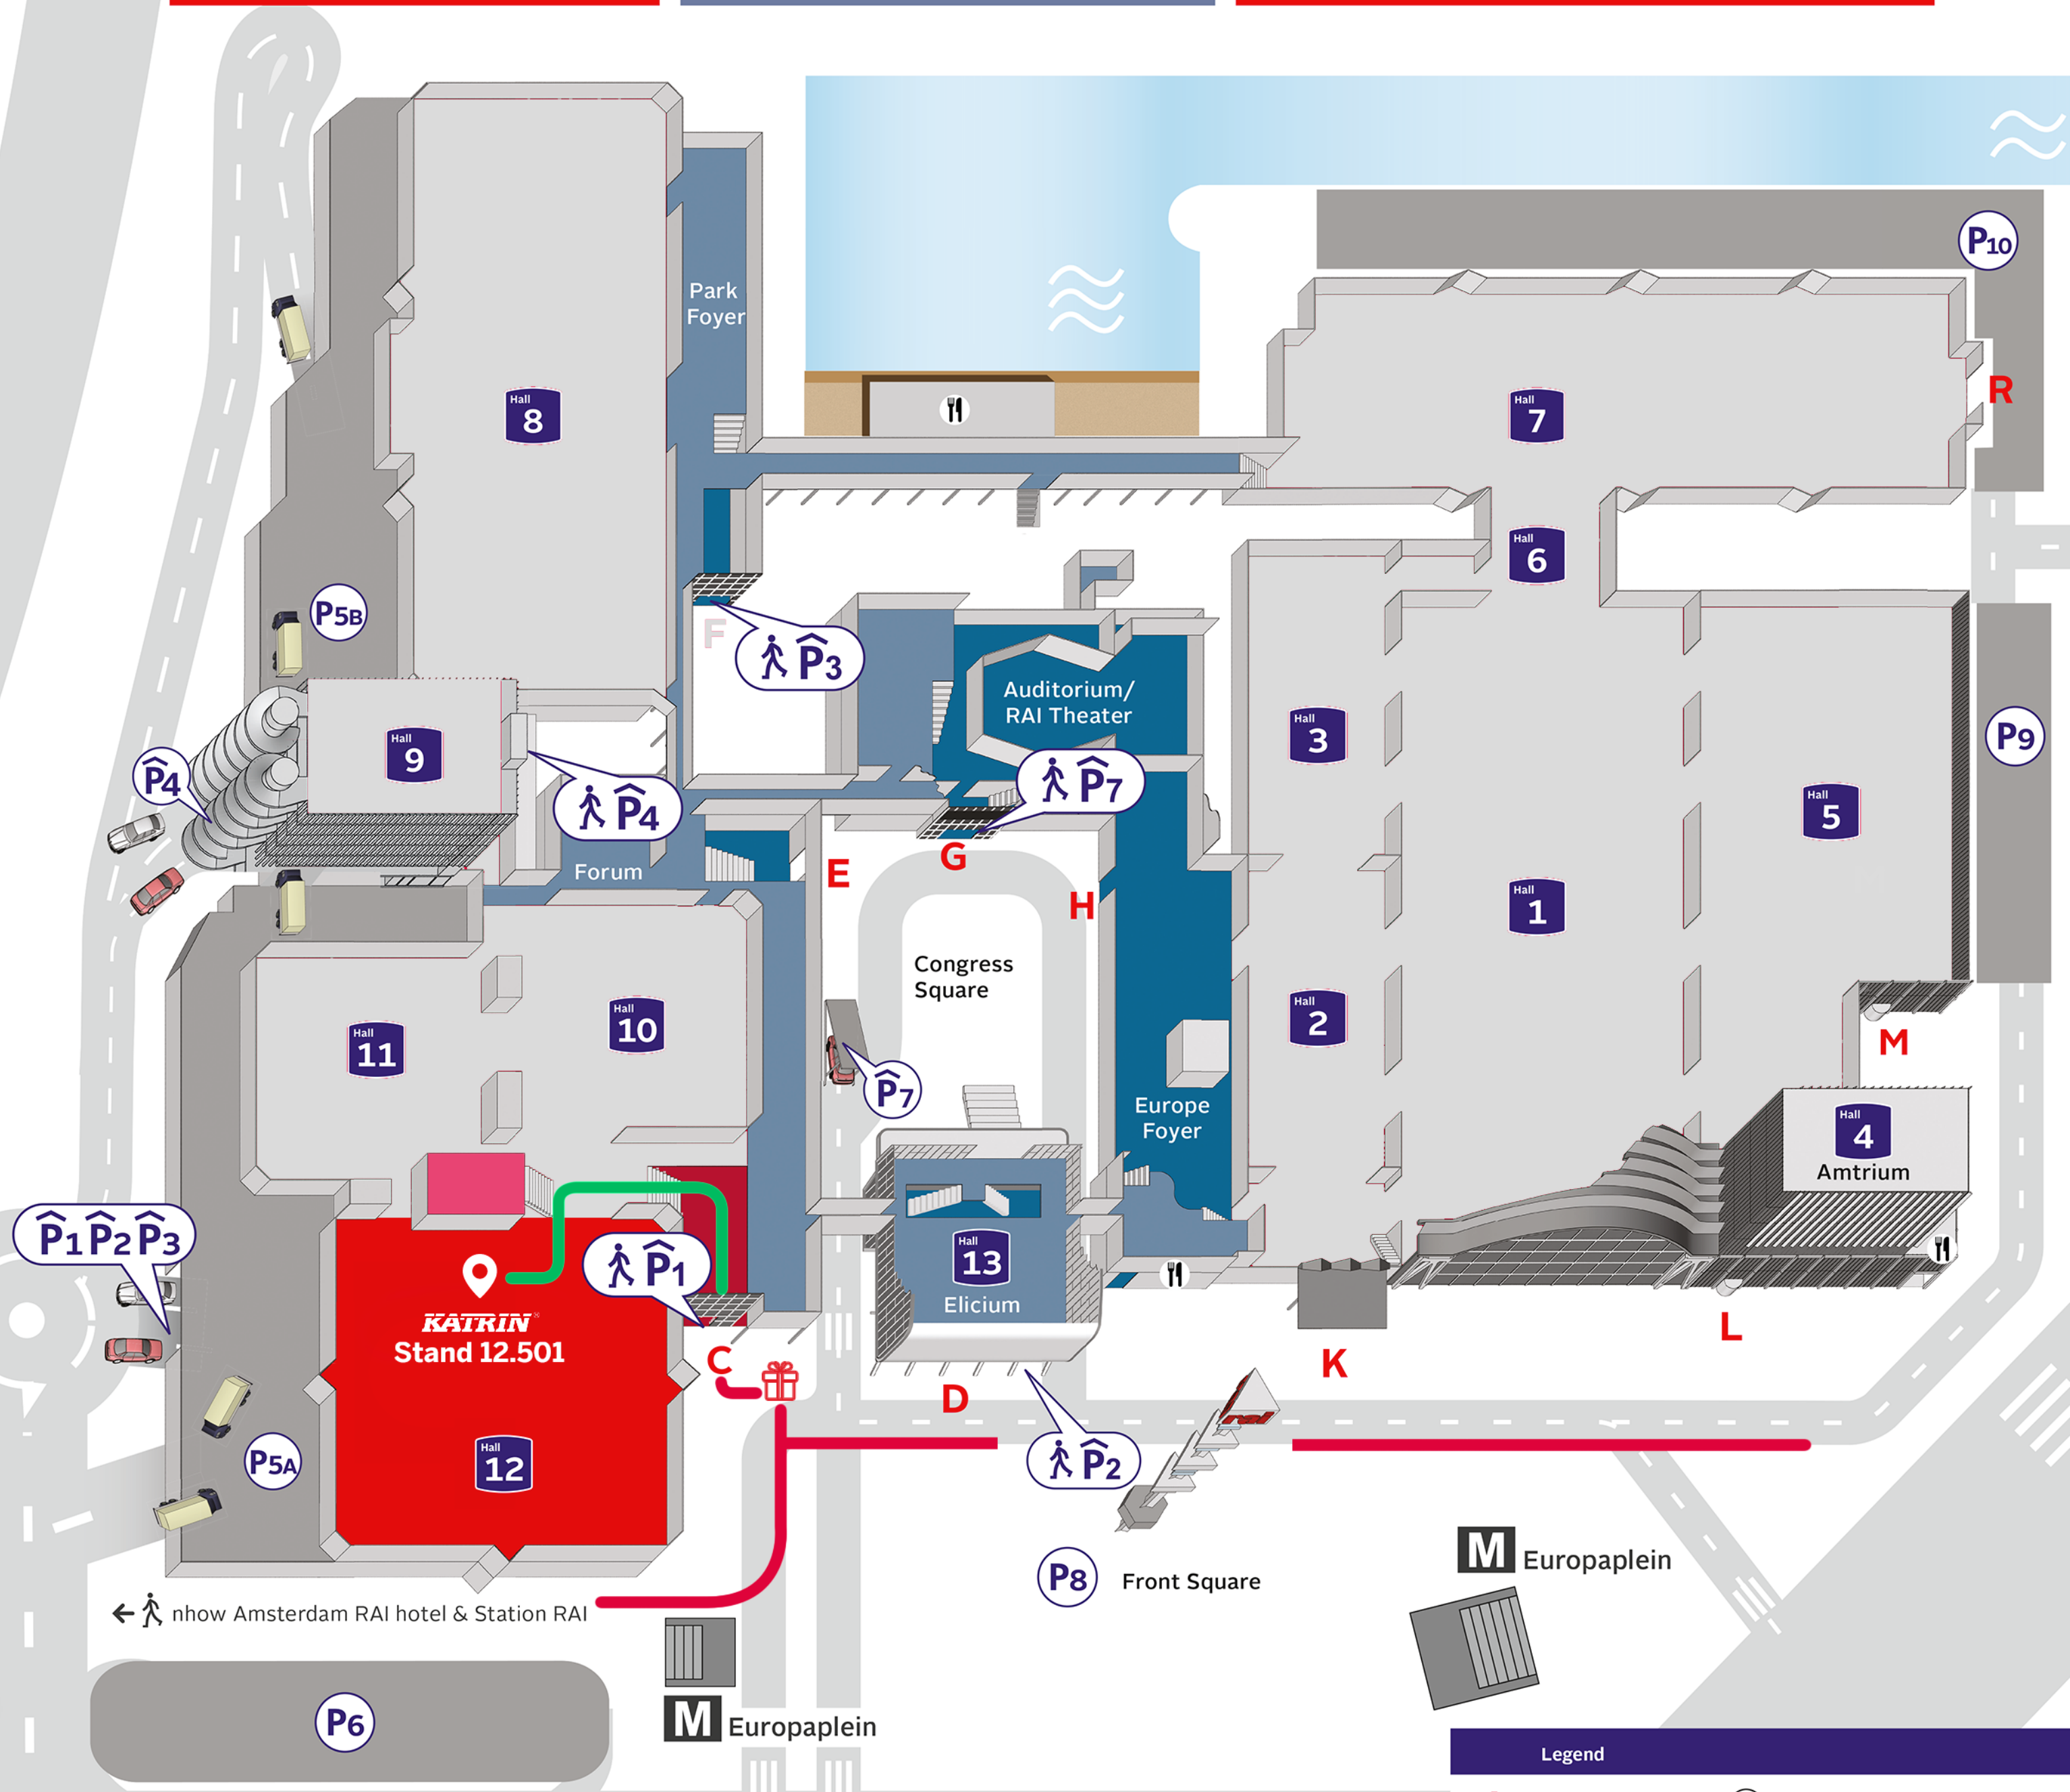 P10
Park
Foyer
Hall
8
Hall
7
R
Hall
6
P5B
F
P3
Auditorium/
RAI Theater
Hall
3
P9
Hall
9
P4
P4
P7
Hall
5
Forum
E
G
H
Hall
1
Congress
Square
Hall
11
Hall
10
Hall
2
M
P7
Europe
Foyer
Hall
4
Amtrium
P1 P2 P3
P1
Hall
13
Elicium
KATRIN
Stand 12.501
C
D
K
L
rai
P2
Hall
12
P5A
M Europaplein
P8 Front Square
nhow Amsterdam RAI hotel & Station RAI
P6
M Europaplein
Legend